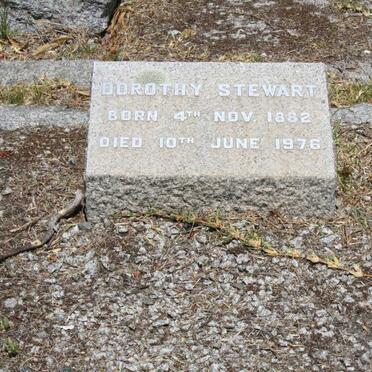 DOROTHY STEWART
BORN 4TH NOV. 1882
DIED 10TH JUNE 1976